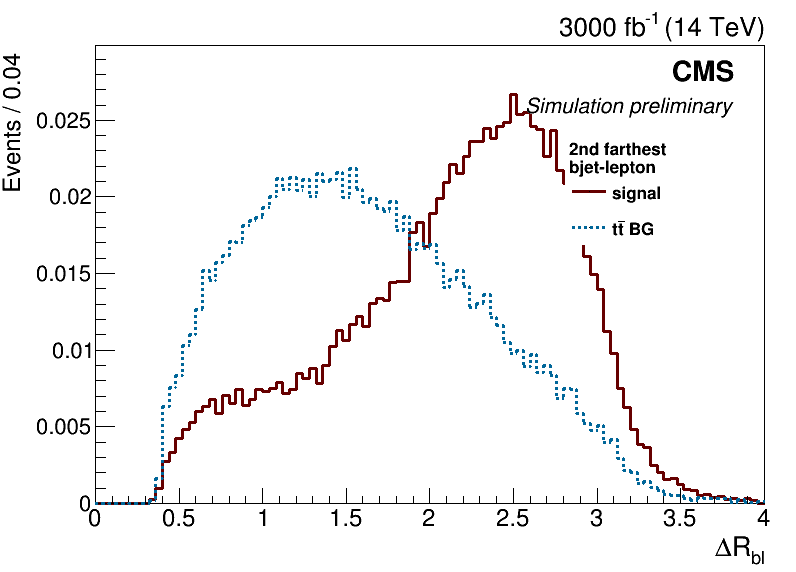 3000 fb-1 (14 TeV)
CMS
Simulation preliminary
2nd farthest
bjet-lepton
signal
tt̄ BG
Events / 0.04
0.025
0.02
0.015
0.01
0.005
0
0 0.5 1 1.5 2 2.5 3 3.5 4
ΔRbl